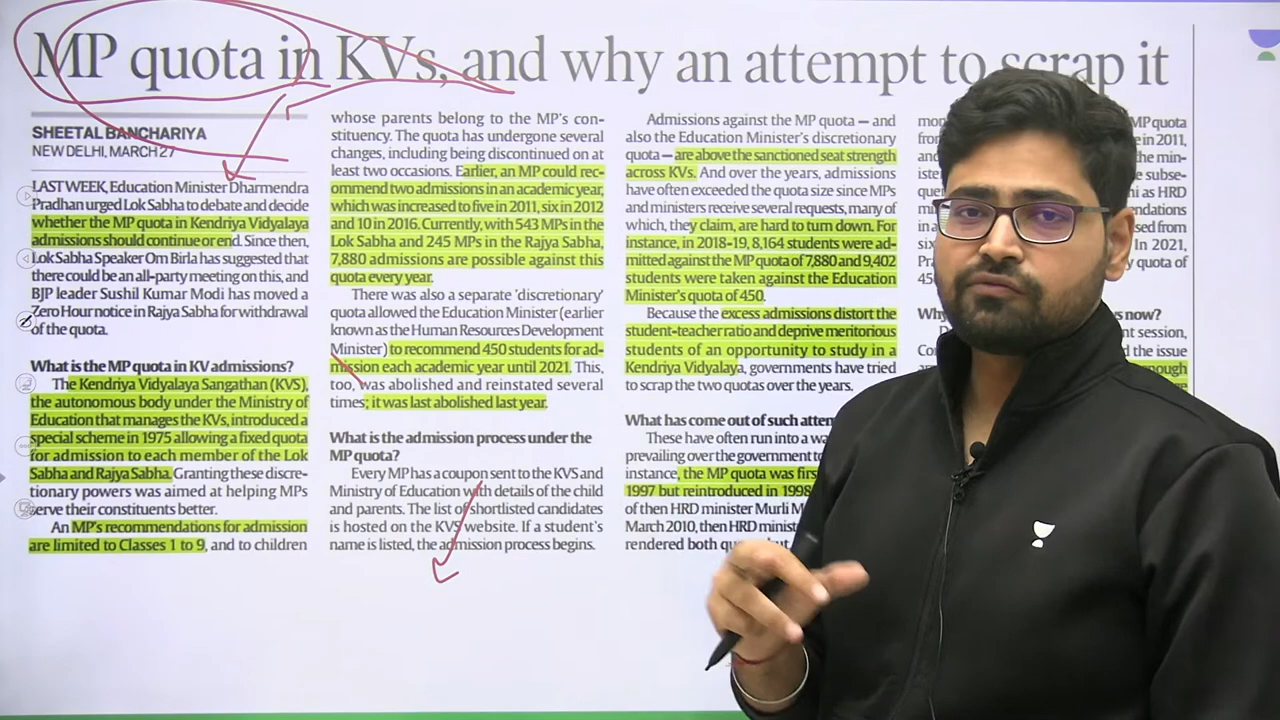 MP quota in KVs, and why an attempt to scrap it
SHEETAL BANCHARIYA
NEW DELHI, MARCH 27
LAST WEEK, Education Minister Dharmendra
Pradhan urged Lok Sabha to debate and decide
whether the MP quota in Kendriya Vidyalaya
admissions should continue or end. Since then,
Lok Sabha Speaker Om Birla has suggested that
there could be an all-party meeting on this, and
BJP leader Sushil Kumar Modi has moved a
Zero Hour notice in Rajya Sabha for withdrawal
of the quota.
What is the MP quota in KV admissions?
The Kendriya Vidyalaya Sangathan (KVS),
the autonomous body under the Ministry of
Education that manages the KVs, introduced a
special scheme in 1975 allowing a fixed quota
for admission to each member of the Lok
Sabha and Rajya Sabha. Granting these discre-
tionary powers was aimed at helping MPs
serve their constituents better.
An MP's recommendations for admission
are limited to Classes 1 to 9, and to children
whose parents belong to the MP's con-
stituency. The quota has undergone several
changes, including being discontinued on at
least two occasions. Earlier, an MP could rec-
ommend two admissions in an academic year,
which was increased to five in 2011, six in 2012
and 10 in 2016. Currently, with 543 MPs in the
Lok Sabha and 245 MPs in the Rajya Sabha,
7,880 admissions are possible against this
quota every year.
There was also a separate 'discretionary'
quota allowed the Education Minister (earlier
known as the Human Resources Development
Minister) to recommend 450 students for ad-
mission each academic year until 2021. This,
too, was abolished and reinstated several
times; it was last abolished last year.
What is the admission process under the
MP quota?
Every MP has a coupon sent to the KVS and
Ministry of Education with details of the child
and parents. The list of shortlisted candidates
is hosted on the KVS website. If a student's
name is listed, the admission process begins.
Admissions against the MP quota — and
also the Education Minister's discretionary
quota — are above the sanctioned seat strength
across KVs. And over the years, admissions
have often exceeded the quota size since MPs
and ministers receive several requests, many of
which, they claim, are hard to turn down. For
instance, in 2018-19, 8,164 students were ad-
mitted against the MP quota of 7,880 and 9,402
students were taken against the Education
Minister's quota of 450.
Because the excess admissions distort the
student-teacher ratio and deprive meritorious
students of an opportunity to study in a
Kendriya Vidyalaya, governments have tried
to scrap the two quotas over the years.
What has come out of such
These have often run into a
prevailing over the government
instance, the MP quota was
1997 but reintroduced in 1998
of then HRD minister Murli M
March 2010, then HRD
rendered both
MP quota
in 2011,
the min-
subse-
as HRD
In 2021,
quota of
now?
session,
the issue